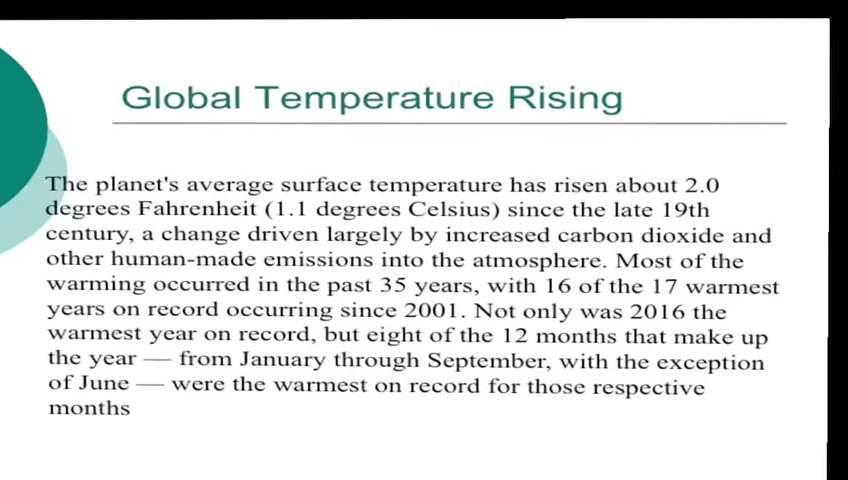 Global Temperature Rising
The planet's average surface temperature has risen about 2.0
degrees Fahrenheit (1.1 degrees Celsius) since the late 19th
century, a change driven largely by increased carbon dioxide and
other human-made emissions into the atmosphere. Most of the
warming occurred in the past 35 years, with 16 of the 17 warmest
years on record occurring since 2001. Not only was 2016 the
warmest year on record, but eight of the 12 months that make up
the year — from January through September, with the exception
of June — were the warmest on record for those respective
months